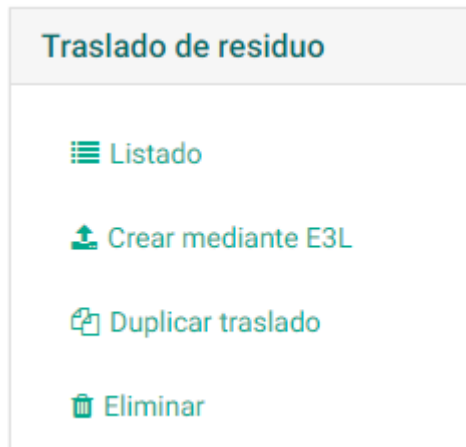 Traslado de residuo
Listado
Crear mediante E3L
Duplicar traslado
Eliminar